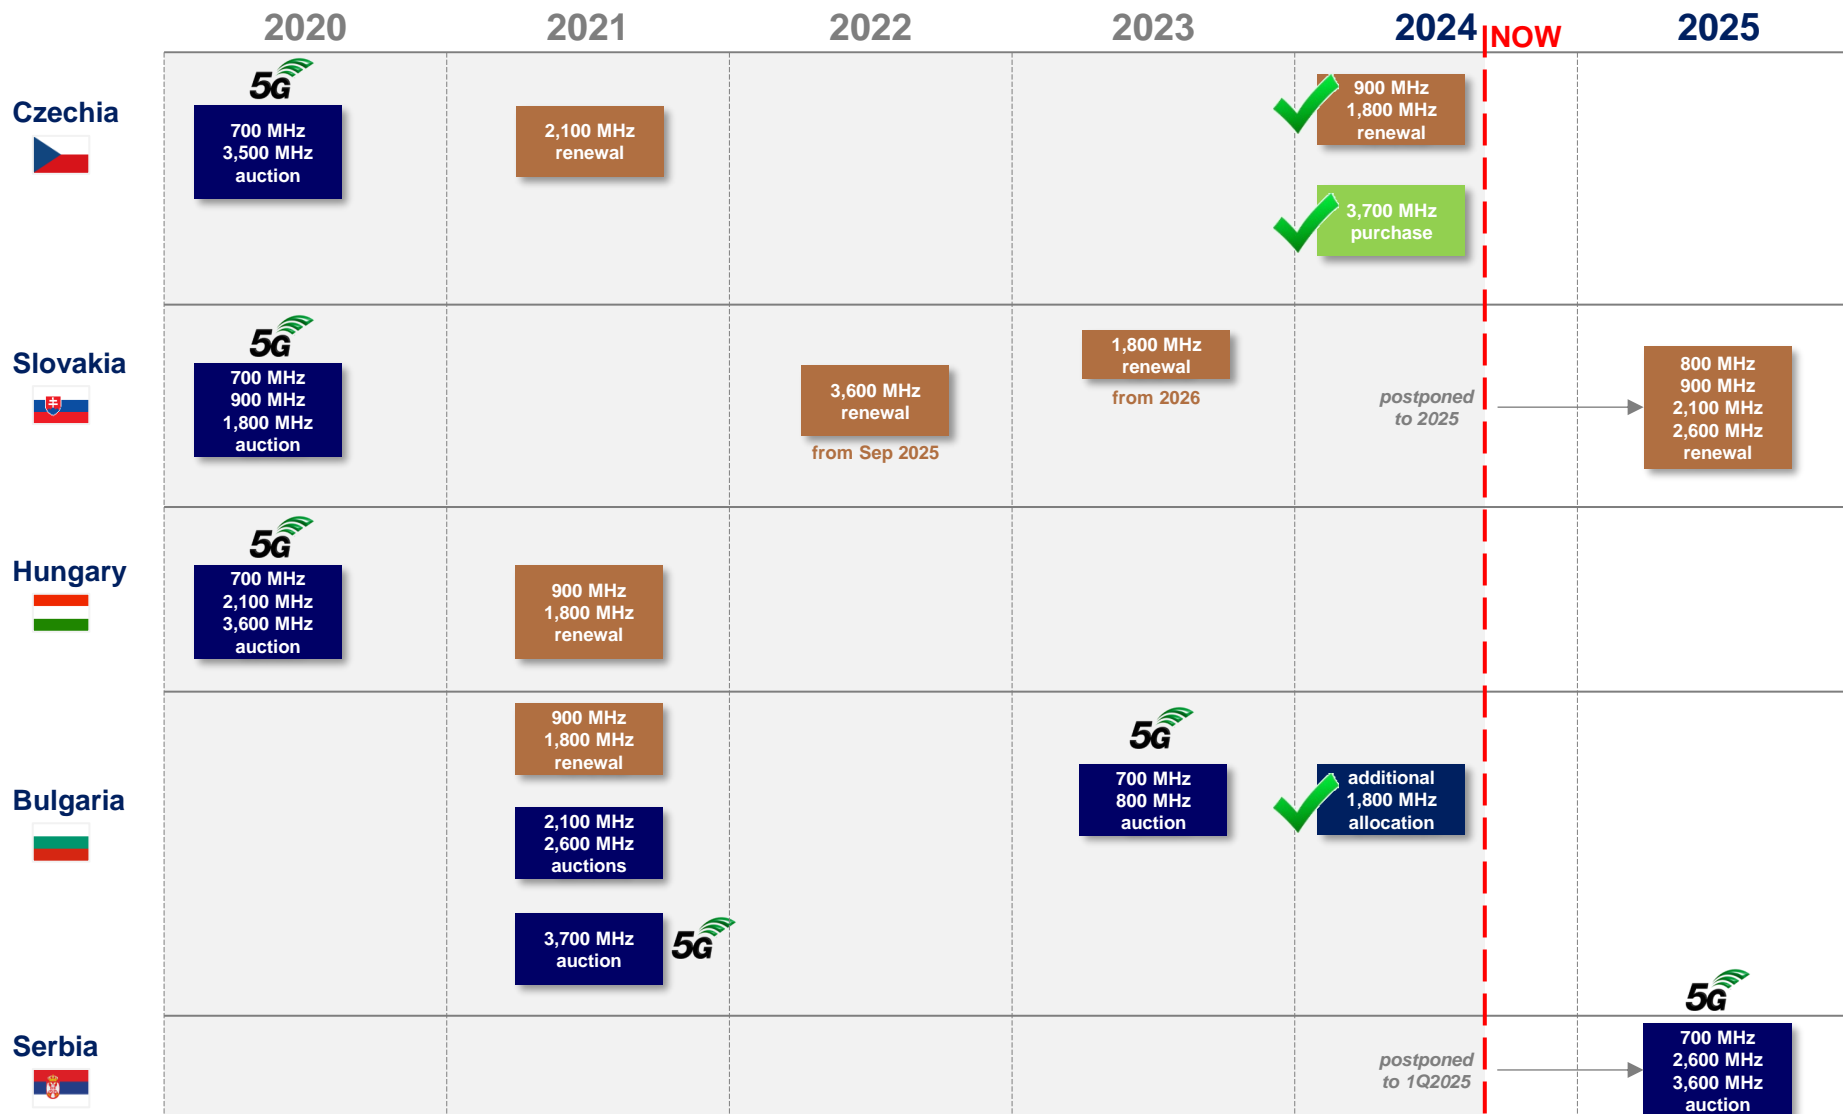 2020
2021
2022
2023
2024
NOW
2025
Czechia
5G
700 MHz
3,500 MHz
auction
2,100 MHz
renewal
900 MHz
1,800 MHz
renewal
3,700 MHz
purchase
Slovakia
5G
700 MHz
900 MHz
1,800 MHz
auction
3,600 MHz
renewal
from Sep 2025
1,800 MHz
renewal
from 2026
postponed
to 2025
800 MHz
900 MHz
2,100 MHz
2,600 MHz
renewal
Hungary
5G
700 MHz
2,100 MHz
3,600 MHz
auction
900 MHz
1,800 MHz
renewal
Bulgaria
900 MHz
1,800 MHz
renewal
2,100 MHz
2,600 MHz
auctions
3,700 MHz
auction
5G
5G
700 MHz
800 MHz
auction
additional
1,800 MHz
allocation
Serbia
postponed
to 1Q2025
5G
700 MHz
2,600 MHz
3,600 MHz
auction